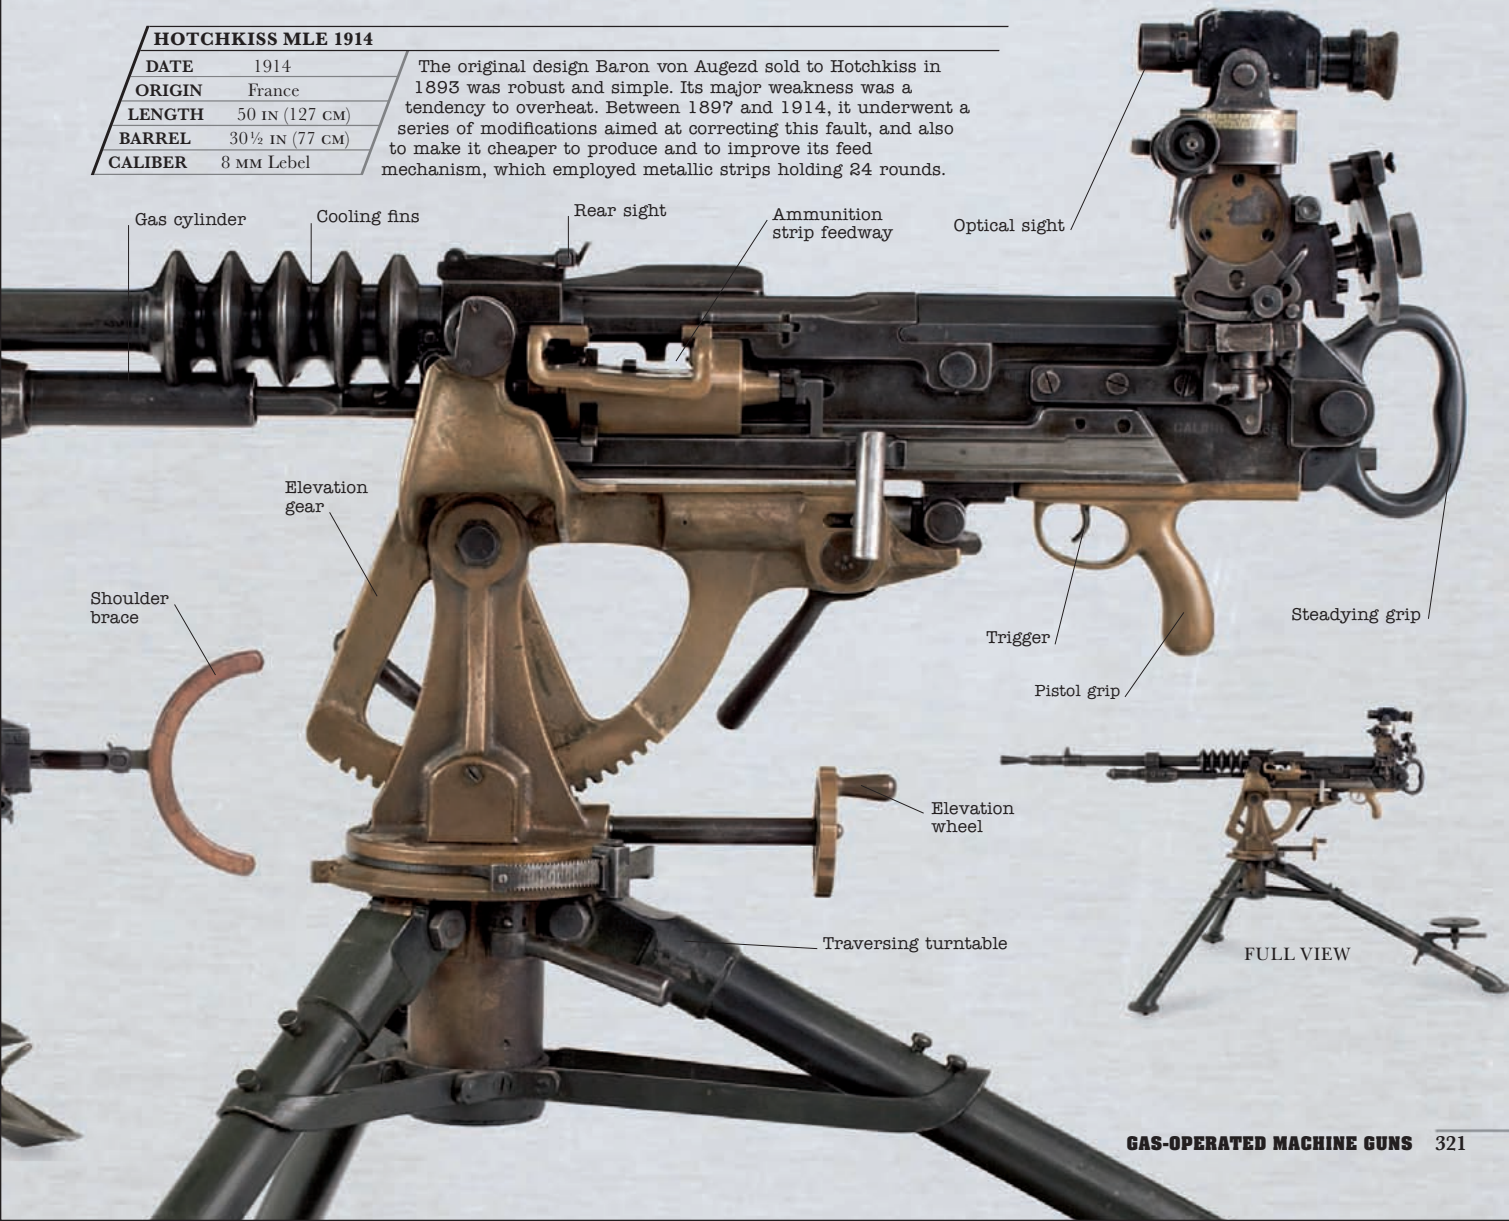 HOTCHKISS MLE 1914
DATE 1914
ORIGIN France
LENGTH 50 IN (127 CM)
BARREL 30½ IN (77 CM)
CALIBER 8 MM Lebel
The original design Baron von Augezd sold to Hotchkiss in
1893 was robust and simple. Its major weakness was a
tendency to overheat. Between 1897 and 1914, it underwent a
series of modifications aimed at correcting this fault, and also
to make it cheaper to produce and to improve its feed
mechanism, which employed metallic strips holding 24 rounds.
Gas cylinder
Cooling fins
Rear sight
Ammunition
strip feedway
Optical sight
Elevation
gear
Shoulder
brace
Trigger
Pistol grip
Steadying grip
Elevation
wheel
Traversing turntable
FULL VIEW
GAS-OPERATED MACHINE GUNS 321